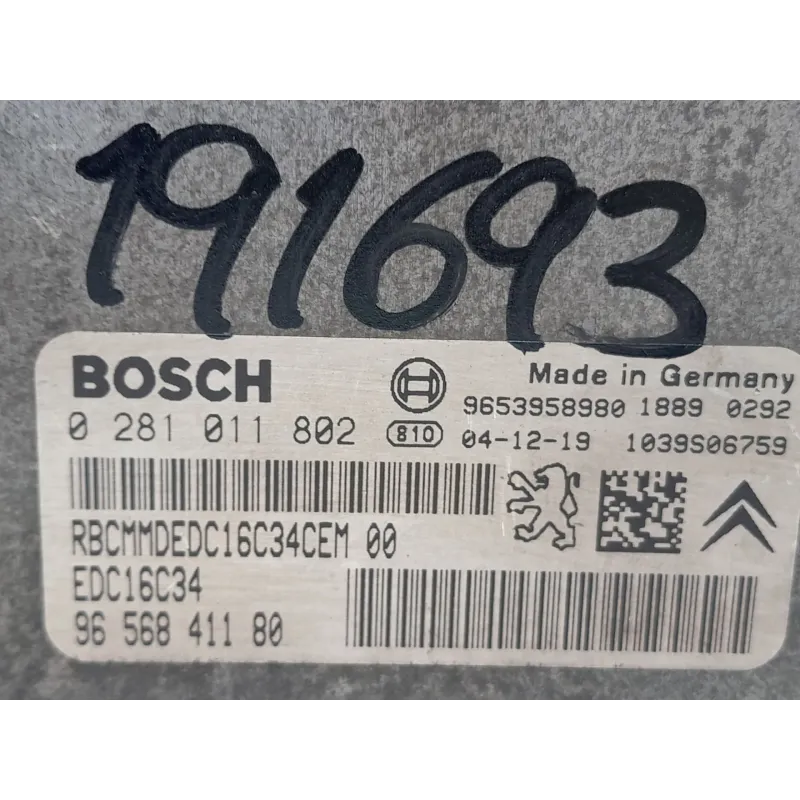 191693
BOSCH
Made in Germany
9653958980 1889 0292
0 281 011 802
810
04-12-19 1039S06759
RBCMMDEDC16C34CEM 00
EDC16C34
96 568 411 80